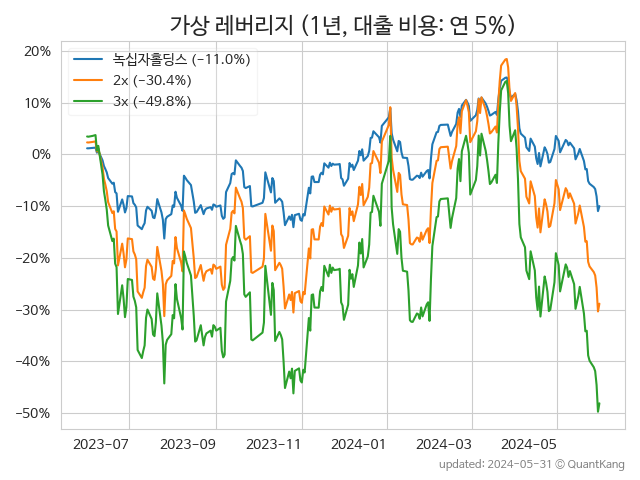 가상 레버리지 (1년, 대출 비용: 연 5%)
녹십자홀딩스 (−11.0%)
2x (−30.4%)
3x (−49.8%)
20%
10%
0%
−10%
−20%
−30%
−40%
−50%
2023-07 2023-09 2023-11 2024-01 2024-03 2024-05
updated: 2024-05-31 ⓒ QuantKang